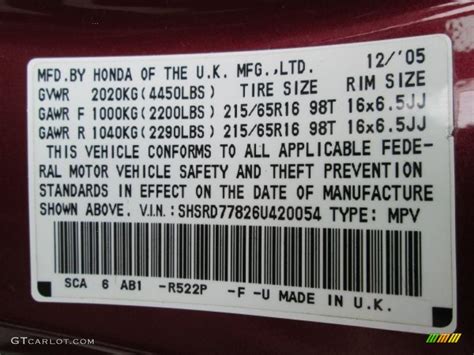 MFD.BY HONDA OF THE U.K. MFG.,LTD. 12/'05
GVWR 2020KG(4450LBS) TIRE SIZE RIM SIZE
GAWR F 1000KG(2200LBS) 215/65R16 98T 16x6.5JJ
GAWR R 1040KG(2290LBS) 215/65R16 98T 16x6.5JJ
THIS VEHICLE CONFORMS TO ALL APPLICABLE FEDE-
RAL MOTOR VEHICLE SAFETY AND THEFT PREVENTION
STANDARDS IN EFFECT ON THE DATE OF MANUFACTURE
SHOWN ABOVE. V.I.N.: SHSRD77826U420054 TYPE: MPV
SCA 6 AB1 -R522P -F -U MADE IN U.K.
© GTCARLOT.COM